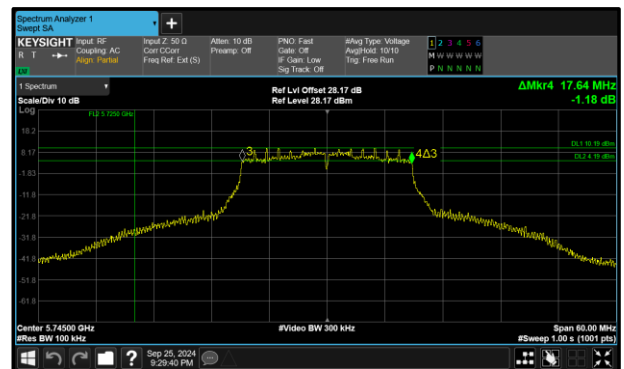 Spectrum Analyzer 1
Swept SA
+
KEYSIGHT
R T
Input: RF
Coupling: AC
Align: Partial
Input Z: 50 Ω
Corr CCorr
Freq Ref: Ext (S)
Atten: 10 dB
Preamp: Off
PNO: Fast
Gate: Off
IF Gain: Low
Sig Track: Off
#Avg Type: Voltage
Avg|Hold: 10/10
Trig: Free Run
1 2 3 4 5 6
M W W W W W
P N N N N N
LXI
1 Spectrum
Scale/Div 10 dB
Ref Lvl Offset 28.17 dB
Ref Level 28.17 dBm
ΔMkr4 17.64 MHz
-1.18 dB
Log
FL2 5.7250 GHz
18.2
8.17
-1.83
-11.8
-21.8
-31.8
-41.8
-51.8
-61.8
DL1 10.19 dBm
DL2 4.19 dBm
3
4Δ3
Center 5.74500 GHz
#Res BW 100 kHz
#Video BW 300 kHz
Span 60.00 MHz
#Sweep 1.00 s (1001 pts)
?
Sep 25, 2024
9:29:40 PM